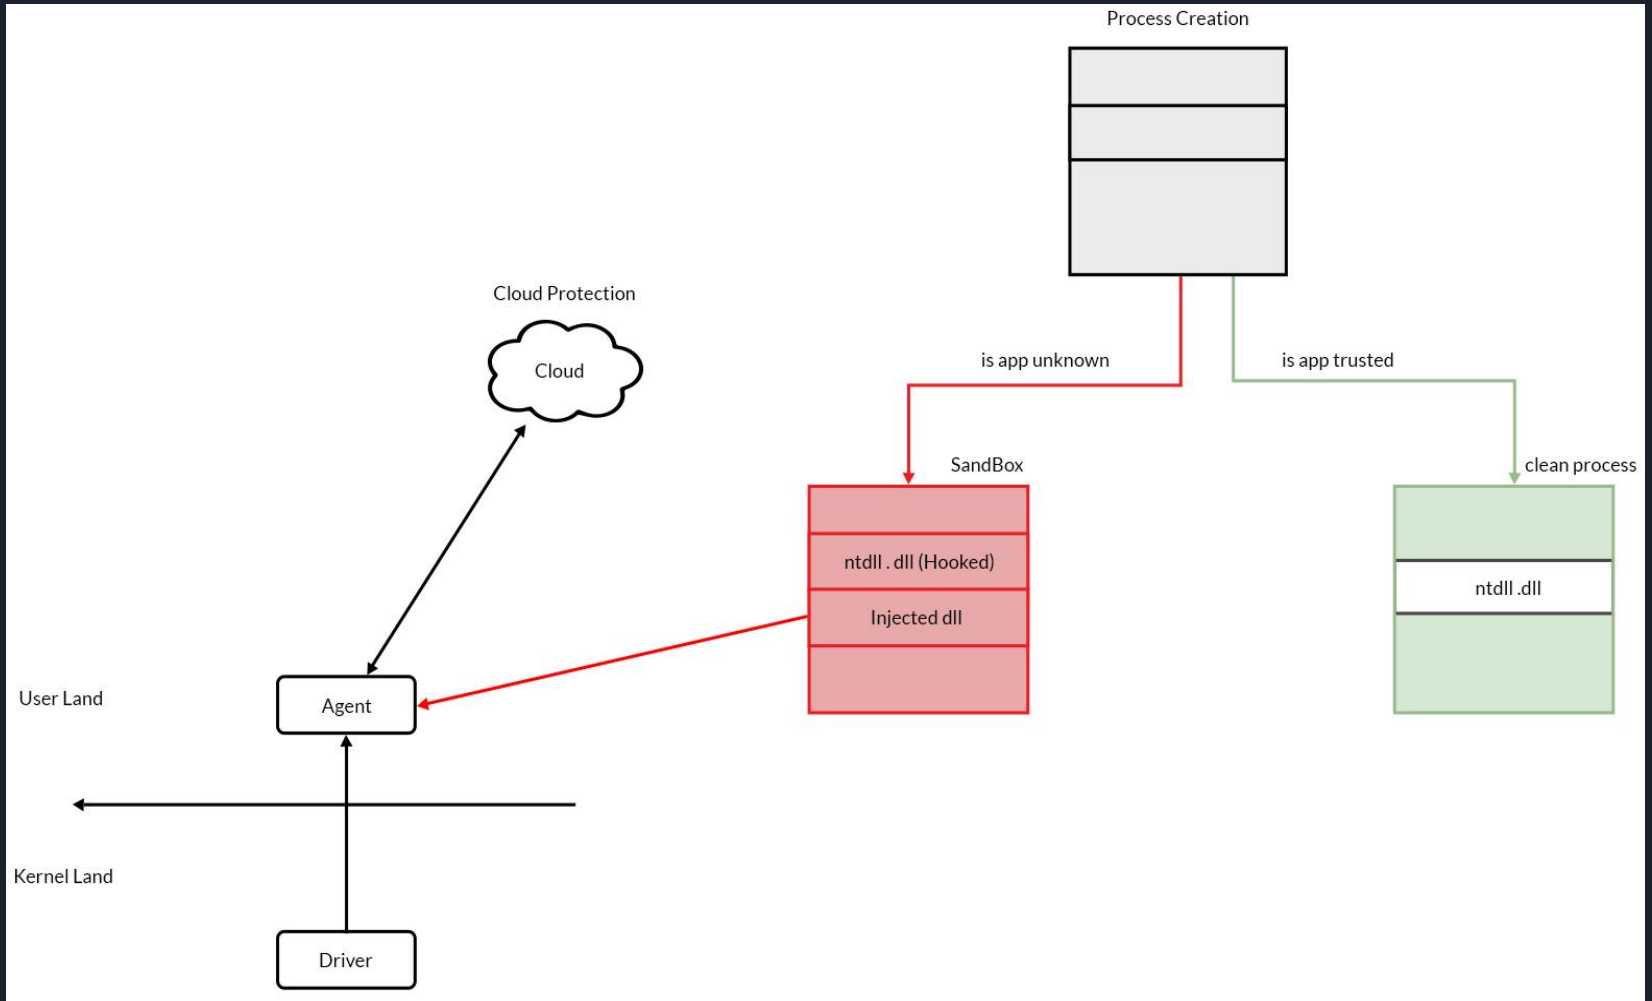 Process Creation
Cloud Protection
Cloud
is app unknown
is app trusted
SandBox
clean process
ntdll . dll (Hooked)
ntdll .dll
Injected dll
User Land
Agent
Kernel Land
Driver